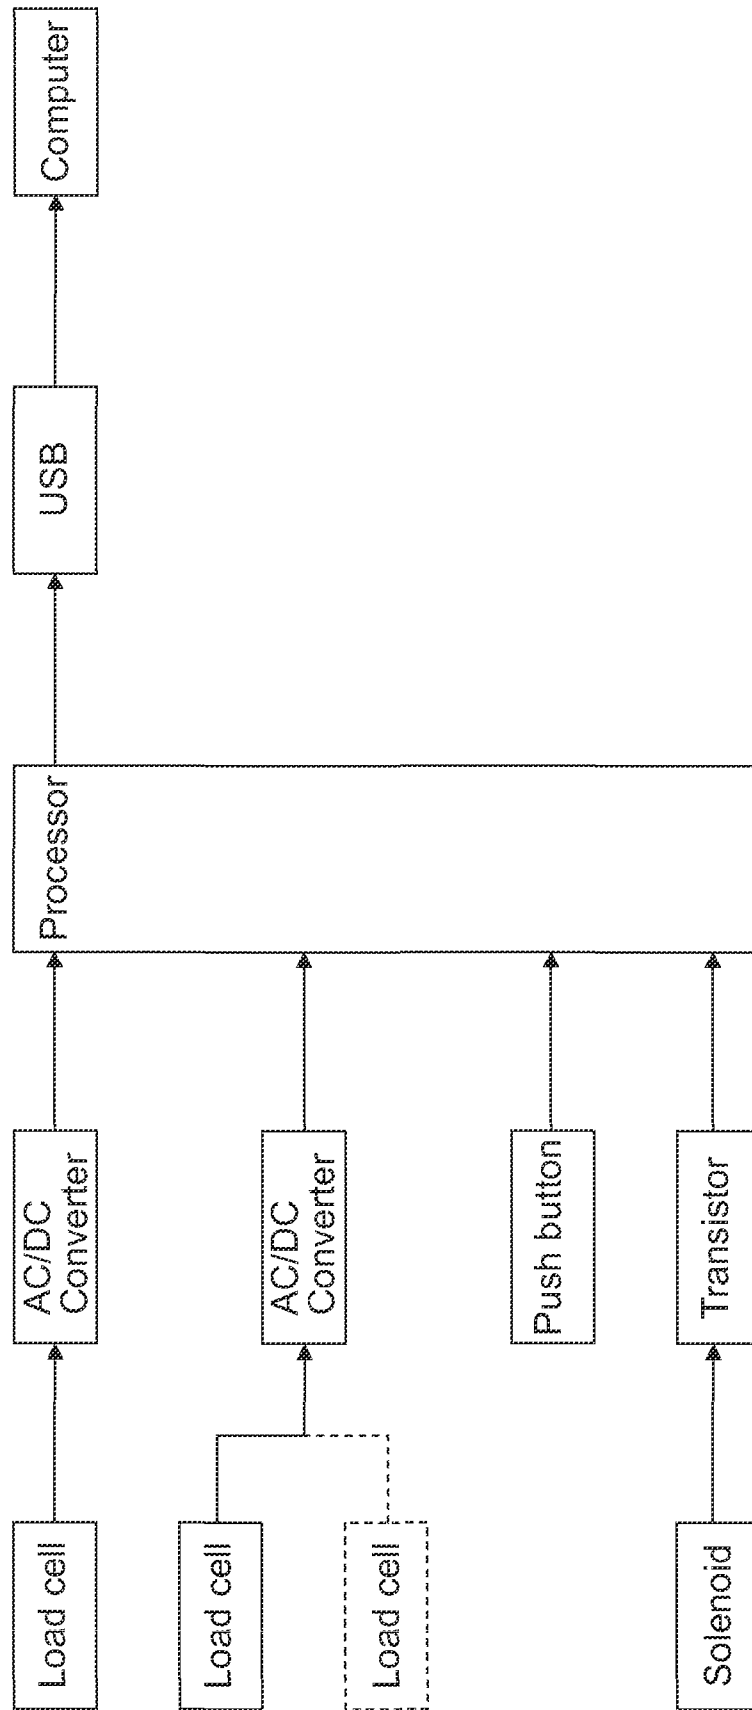 Load cell
AC/DC
Converter
Processor
USB
Computer
Load cell
AC/DC
Converter
Load cell
Push button
Solenoid
Transistor